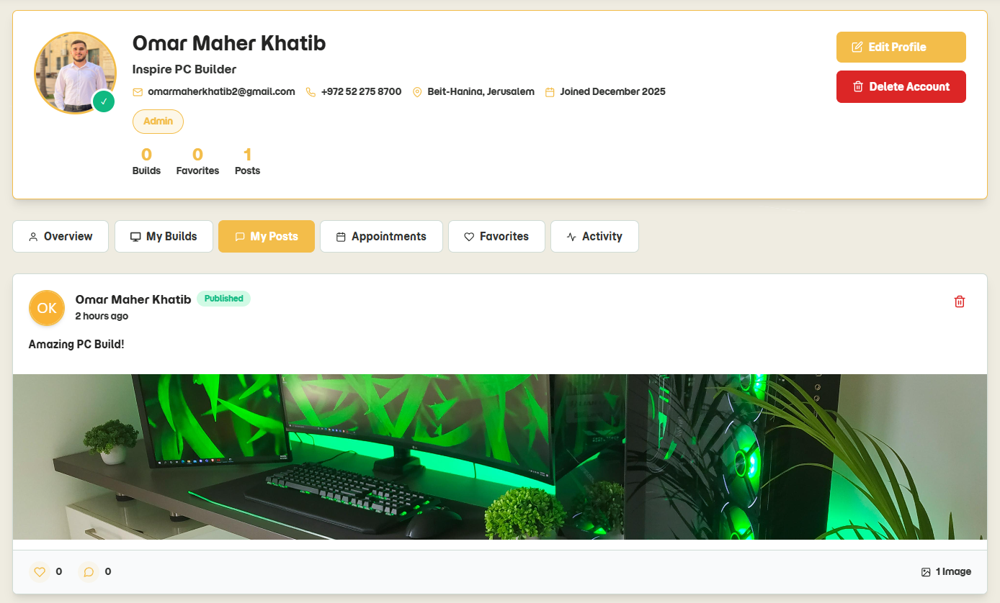 Omar Maher Khatib
Inspire PC Builder
omarmaherkhatib2@gmail.com +972 52 275 8700 Beit-Hanina, Jerusalem Joined December 2025
Admin
0 0 1
Builds Favorites Posts
Edit Profile
Delete Account
Overview My Builds My Posts Appointments Favorites Activity
OK
Omar Maher Khatib Published
2 hours ago
Amazing PC Build!
0 0 1 Image